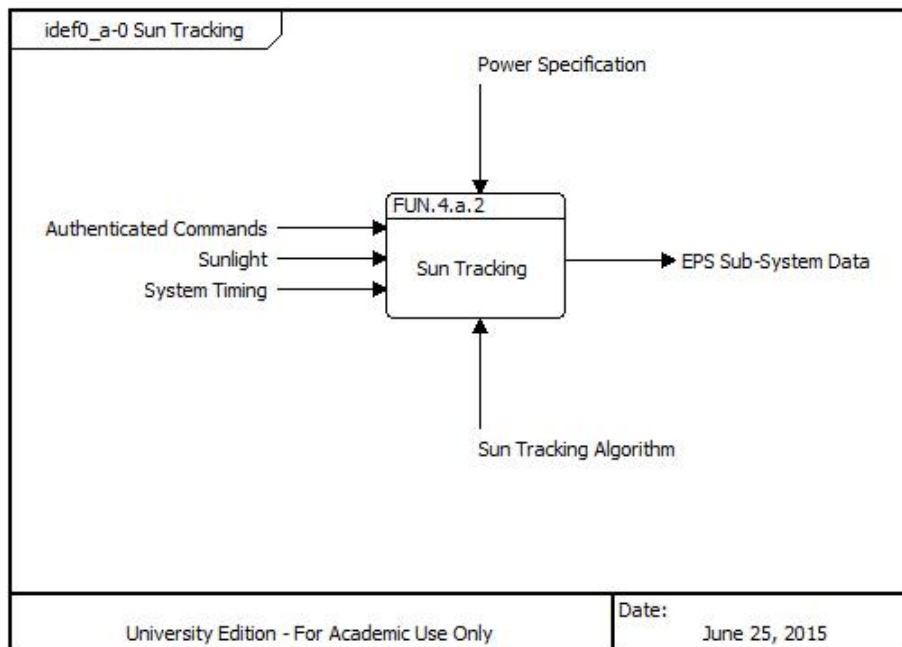 idef0_a-0 Sun Tracking
Power Specification
FUN.4.a.2
Authenticated Commands
Sunlight
System Timing
Sun Tracking
EPS Sub-System Data
Sun Tracking Algorithm
University Edition - For Academic Use Only
Date:
June 25, 2015